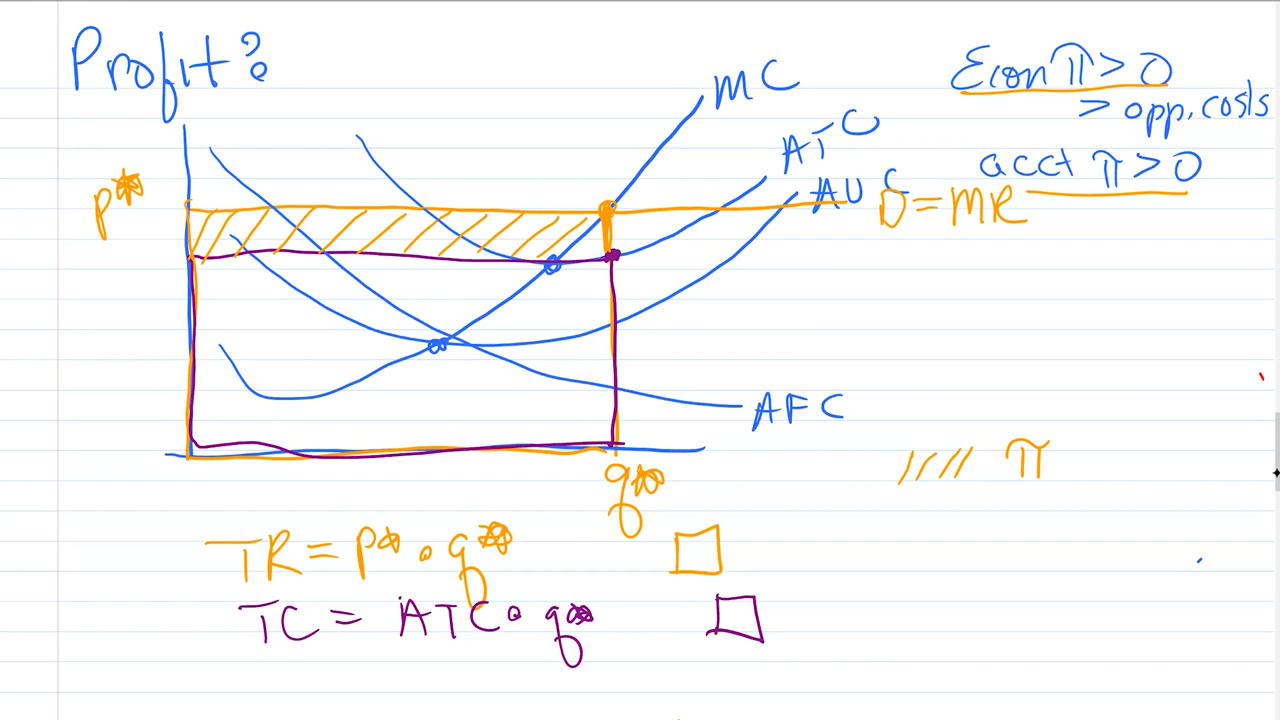 Profit?
Econ π > 0
> opp. costs
acct π > 0
MC
ATC
AVC
P*
D = MR
AFC
q*
//// π
TR = P* · q*
TC = ATC · q*